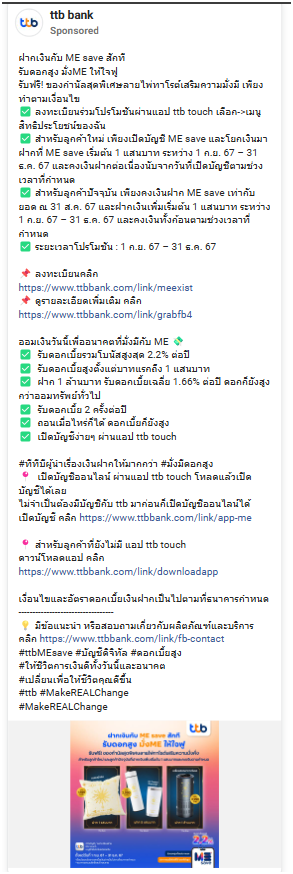 ttb bank
Sponsored
ฝากเงินกับ ME save สักที
รับดอกสูง มั่งME ให้ใจฟู
รับฟรี! ของกำนัลสุดพิเศษลายไพ่ทาโรต์เสริมความมั่งมี เพียง
ทำตามเงื่อนไข
✅ ลงทะเบียนร่วมโปรโมชันผ่านแอป ttb touch เลือก->เมนู
สิทธิประโยชน์ของฉัน
✅ สำหรับลูกค้าใหม่ เพียงเปิดบัญชี ME save และโยกเงินมา
ฝากที่ ME save เริ่มต้น 1 แสนบาท ระหว่าง 1 ก.ย. 67 – 31
ธ.ค. 67 และคงเงินฝากต่อเนื่องนับจากวันที่เปิดบัญชีตามช่วง
เวลาที่กำหนด
✅ สำหรับลูกค้าปัจจุบัน เพียงคงเงินฝาก ME save เท่ากับ
ยอด ณ 31 ส.ค. 67 และฝากเงินเพิ่มเริ่มต้น 1 แสนบาท ระหว่าง
1 ก.ย. 67 – 31 ธ.ค. 67 และคงเงินทั้งก้อนตามช่วงเวลาที่
กำหนด
✅ ระยะเวลาโปรโมชัน : 1 ก.ย. 67 – 31 ธ.ค. 67
📌 ลงทะเบียนคลิก
https://www.ttbbank.com/link/meexist
📌 ดูรายละเอียดเพิ่มเติม คลิก
https://www.ttbbank.com/link/grabfb4
ออมเงินวันนี้เพื่ออนาคตที่มั่งมีกับ ME 💸
✅ รับดอกเบี้ยรวมโบนัสสูงสุด 2.2% ต่อปี
✅ รับดอกเบี้ยสูงตั้งแต่บาทแรกถึง 1 แสนบาท
✅ ฝาก 1 ล้านบาท รับดอกเบี้ยเฉลี่ย 1.66% ต่อปี ดอกก็ยังสูง
กว่าออมทรัพย์ทั่วไป
✅ รับดอกเบี้ย 2 ครั้งต่อปี
✅ ถอนเมื่อไหร่ก็ได้ ดอกเบี้ยก็ยังสูง
✅ เปิดบัญชีง่ายๆ ผ่านแอป ttb touch
#ทีทีบีผู้นำเรื่องเงินฝากให้มากกว่า #มั่งมีดอกสูง
📍 เปิดบัญชีออนไลน์ ผ่านแอป ttb touch โหลดแล้วเปิด
บัญชีได้เลย
ไม่จำเป็นต้องมีบัญชีกับ ttb มาก่อนก็เปิดบัญชีออนไลน์ได้
เปิดบัญชี คลิก https://www.ttbbank.com/link/app-me
📍 สำหรับลูกค้าที่ยังไม่มี แอป ttb touch
ดาวน์โหลดแอป คลิก
https://www.ttbbank.com/link/downloadapp
เงื่อนไขและอัตราดอกเบี้ยเงินฝากเป็นไปตามที่ธนาคารกำหนด
--------------------------------
💡 มีข้อแนะนำ หรือสอบถามเกี่ยวกับผลิตภัณฑ์และบริการ
คลิก https://www.ttbbank.com/link/fb-contact
#ttbMEsave #บัญชีดิจิทัล #ดอกเบี้ยสูง
#ให้ชีวิตการเงินดีทั้งวันนี้และอนาคต
#เปลี่ยนเพื่อให้ชีวิตคุณดีขึ้น
#ttb #MakeREALChange
#MakeREALChange
ttb
ฝากเงินกับ ME save สักที
รับดอกสูง มั่งME ให้ใจฟู
ME
SAVE